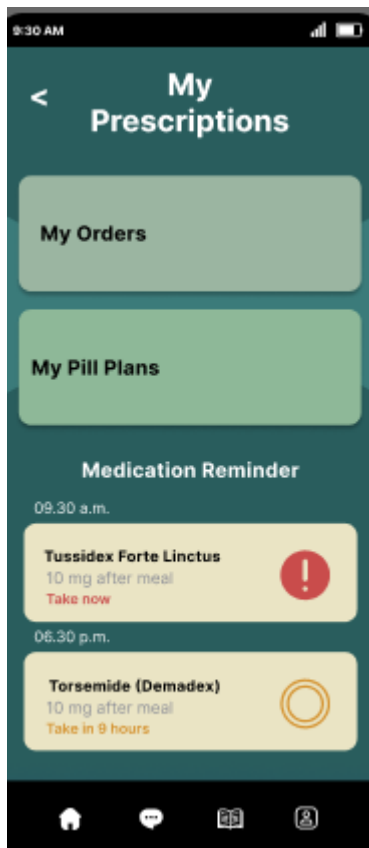 9:30 AM
<
My
Prescriptions
My Orders
My Pill Plans
Medication Reminder
09.30 a.m.
Tussidex Forte Linctus
10 mg after meal
Take now
!
06.30 p.m.
Torsemide (Demadex)
10 mg after meal
Take in 9 hours